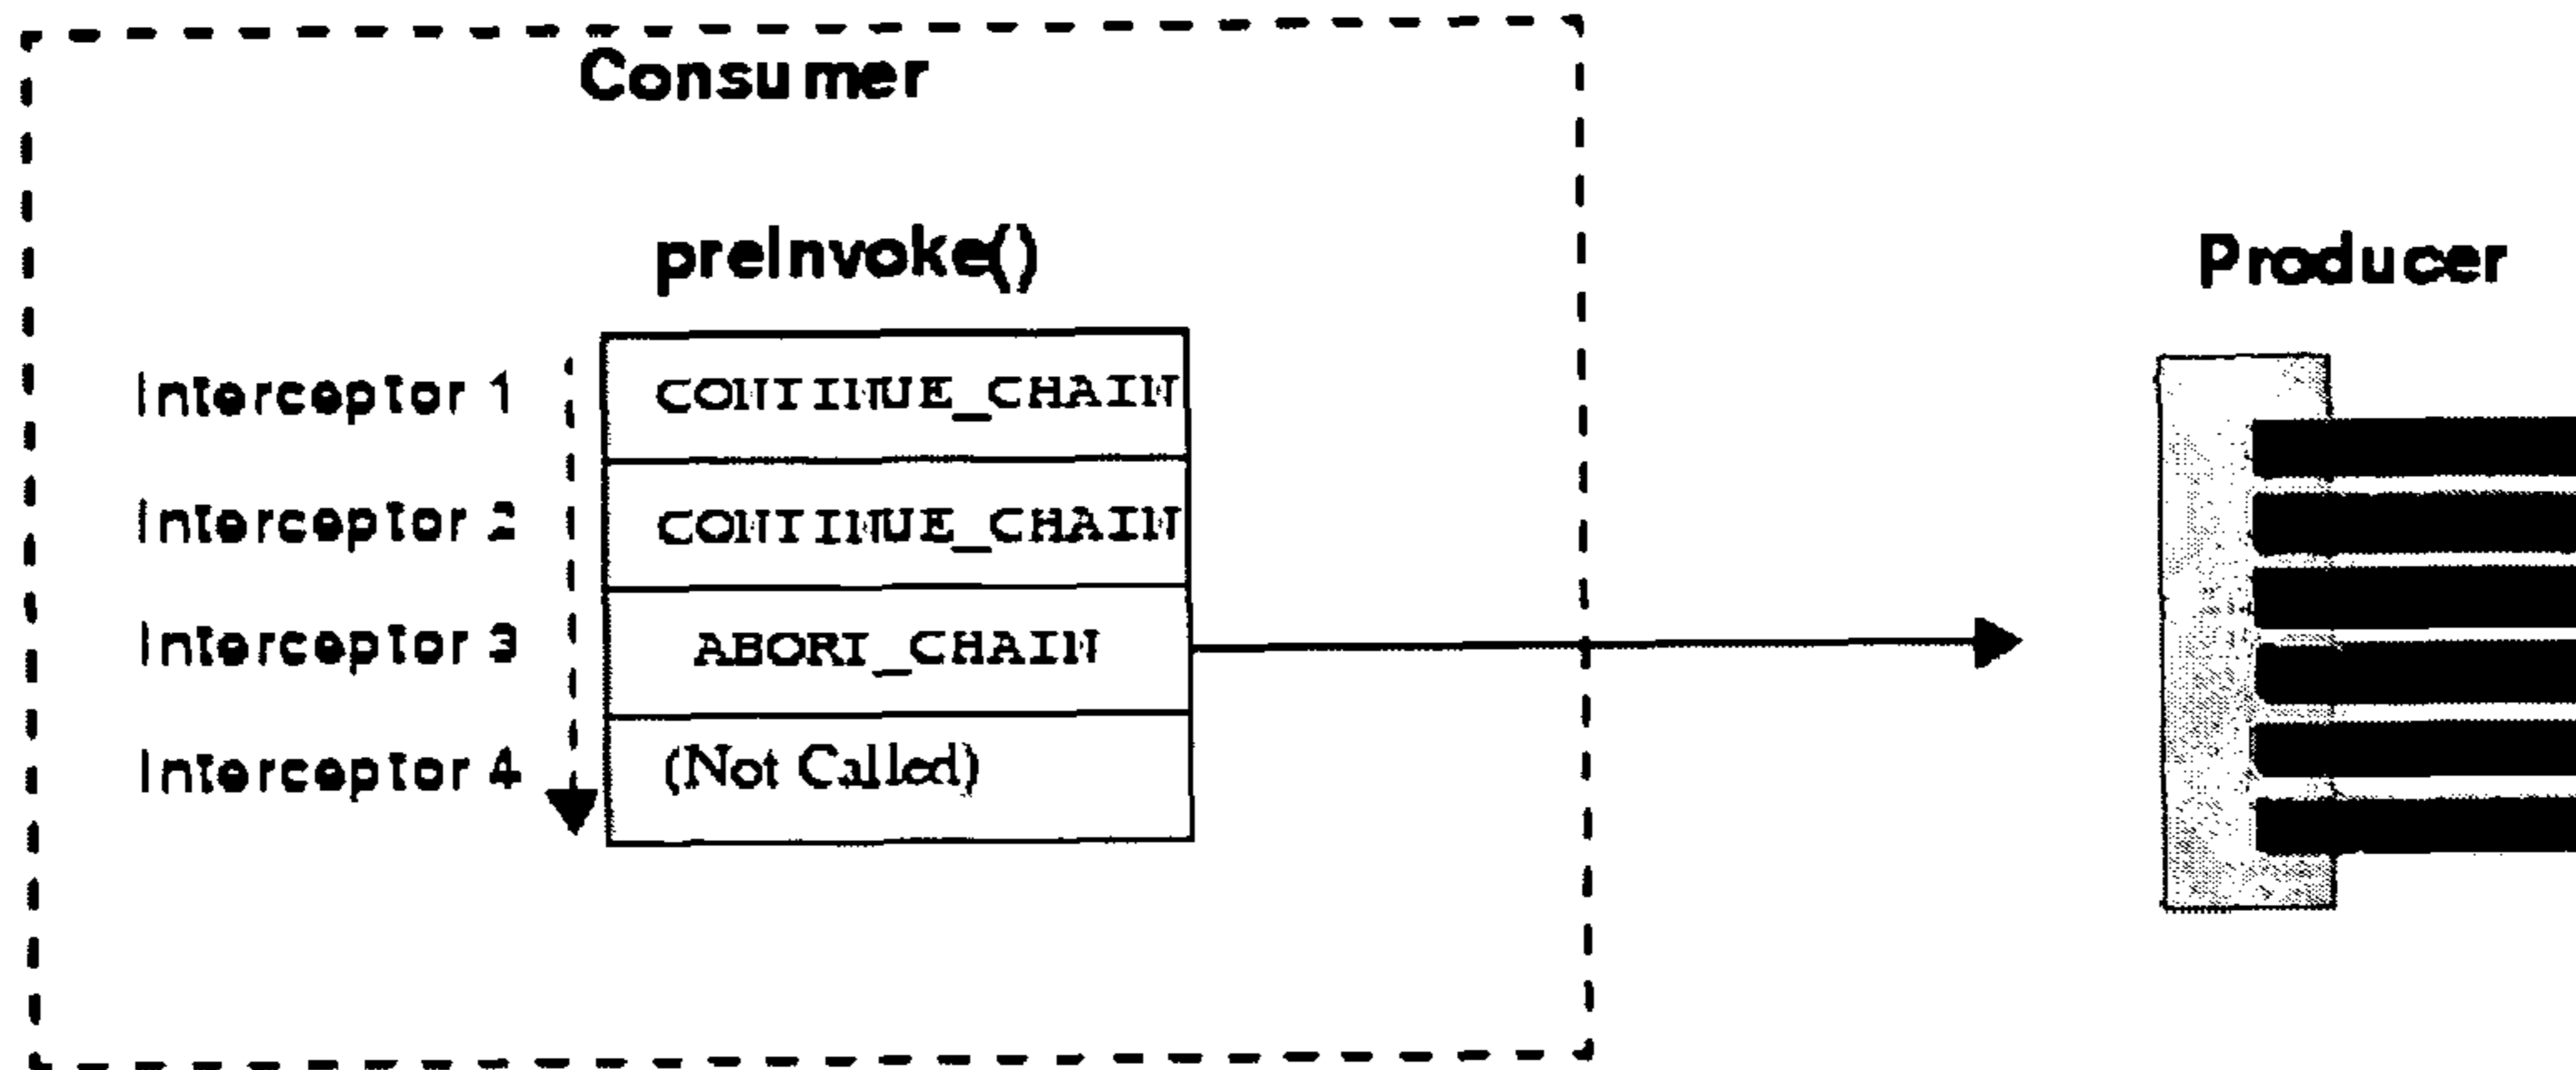 Consumer
preInvoke()
Producer
Interceptor 1 CONTINUE_CHAIN
Interceptor 2 CONTINUE_CHAIN
Interceptor 3 ABORT_CHAIN
Interceptor 4 (Not Called)